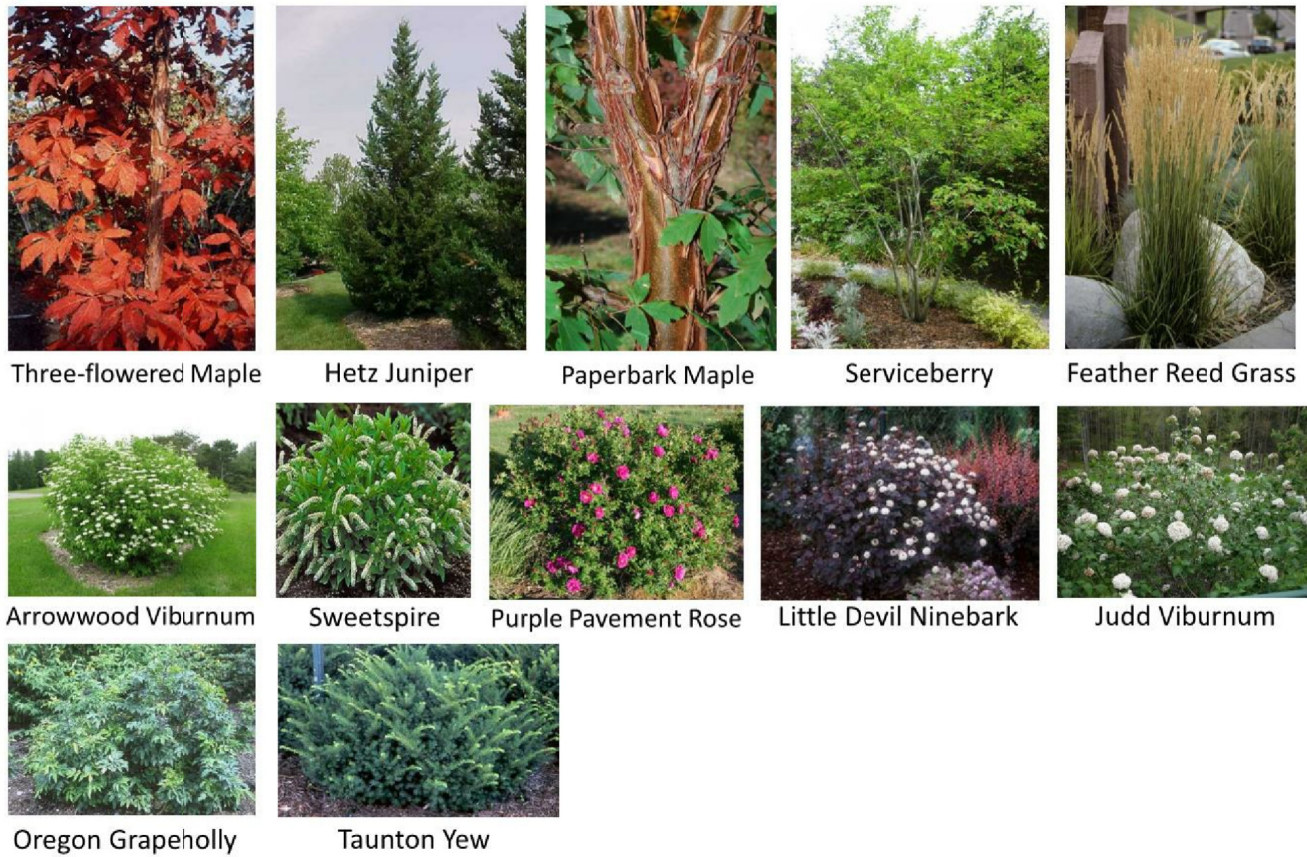 Three-flowered Maple
Hetz Juniper
Paperbark Maple
Serviceberry
Feather Reed Grass
Arrowwood Viburnum
Sweetspire
Purple Pavement Rose
Little Devil Ninebark
Judd Viburnum
Oregon Grapeholly
Taunton Yew